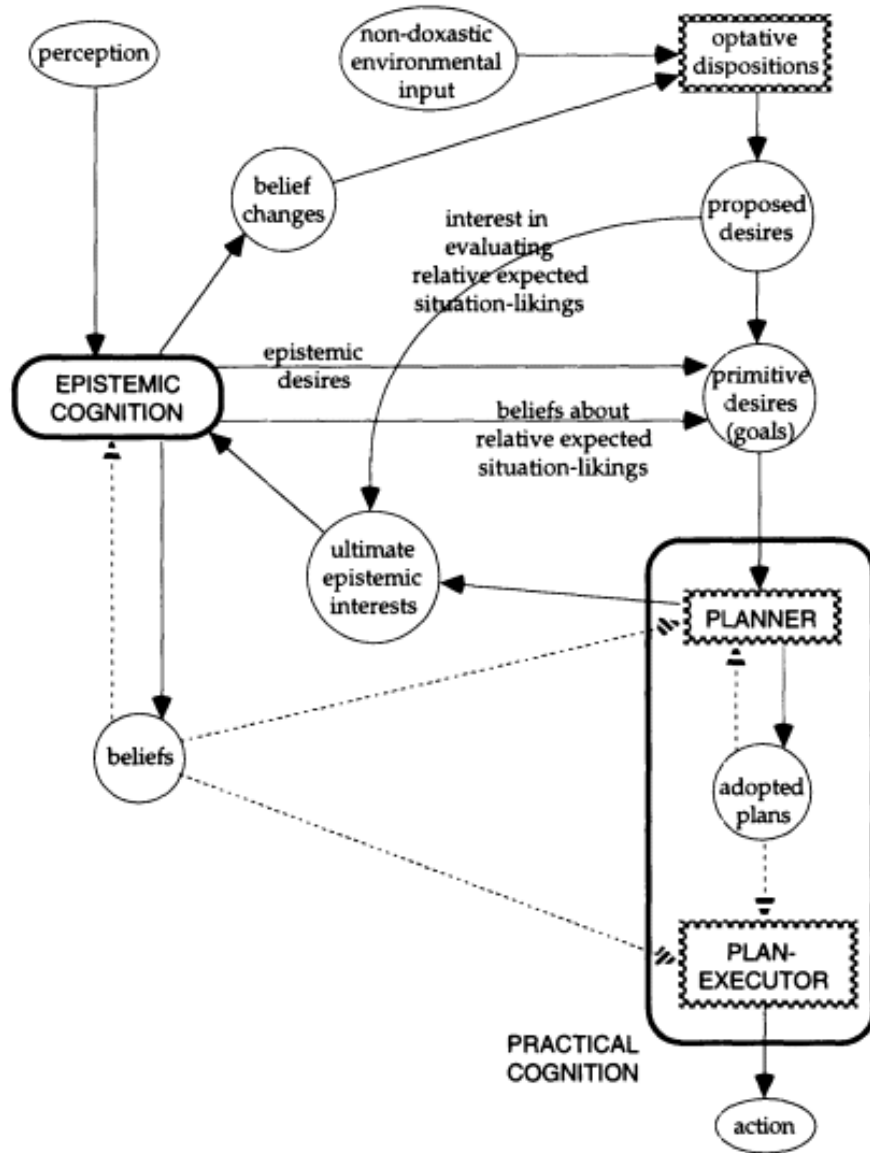 perception
non-doxastic
environmental
input
optative
dispositions
belief
changes
interest in
evaluating
relative expected
situation-likings
proposed
desires
EPISTEMIC
COGNITION
epistemic
desires
primitive
desires
(goals)
beliefs about
relative expected
situation-likings
ultimate
epistemic
interests
PLANNER
beliefs
adopted
plans
PLAN-
EXECUTOR
PRACTICAL
COGNITION
action